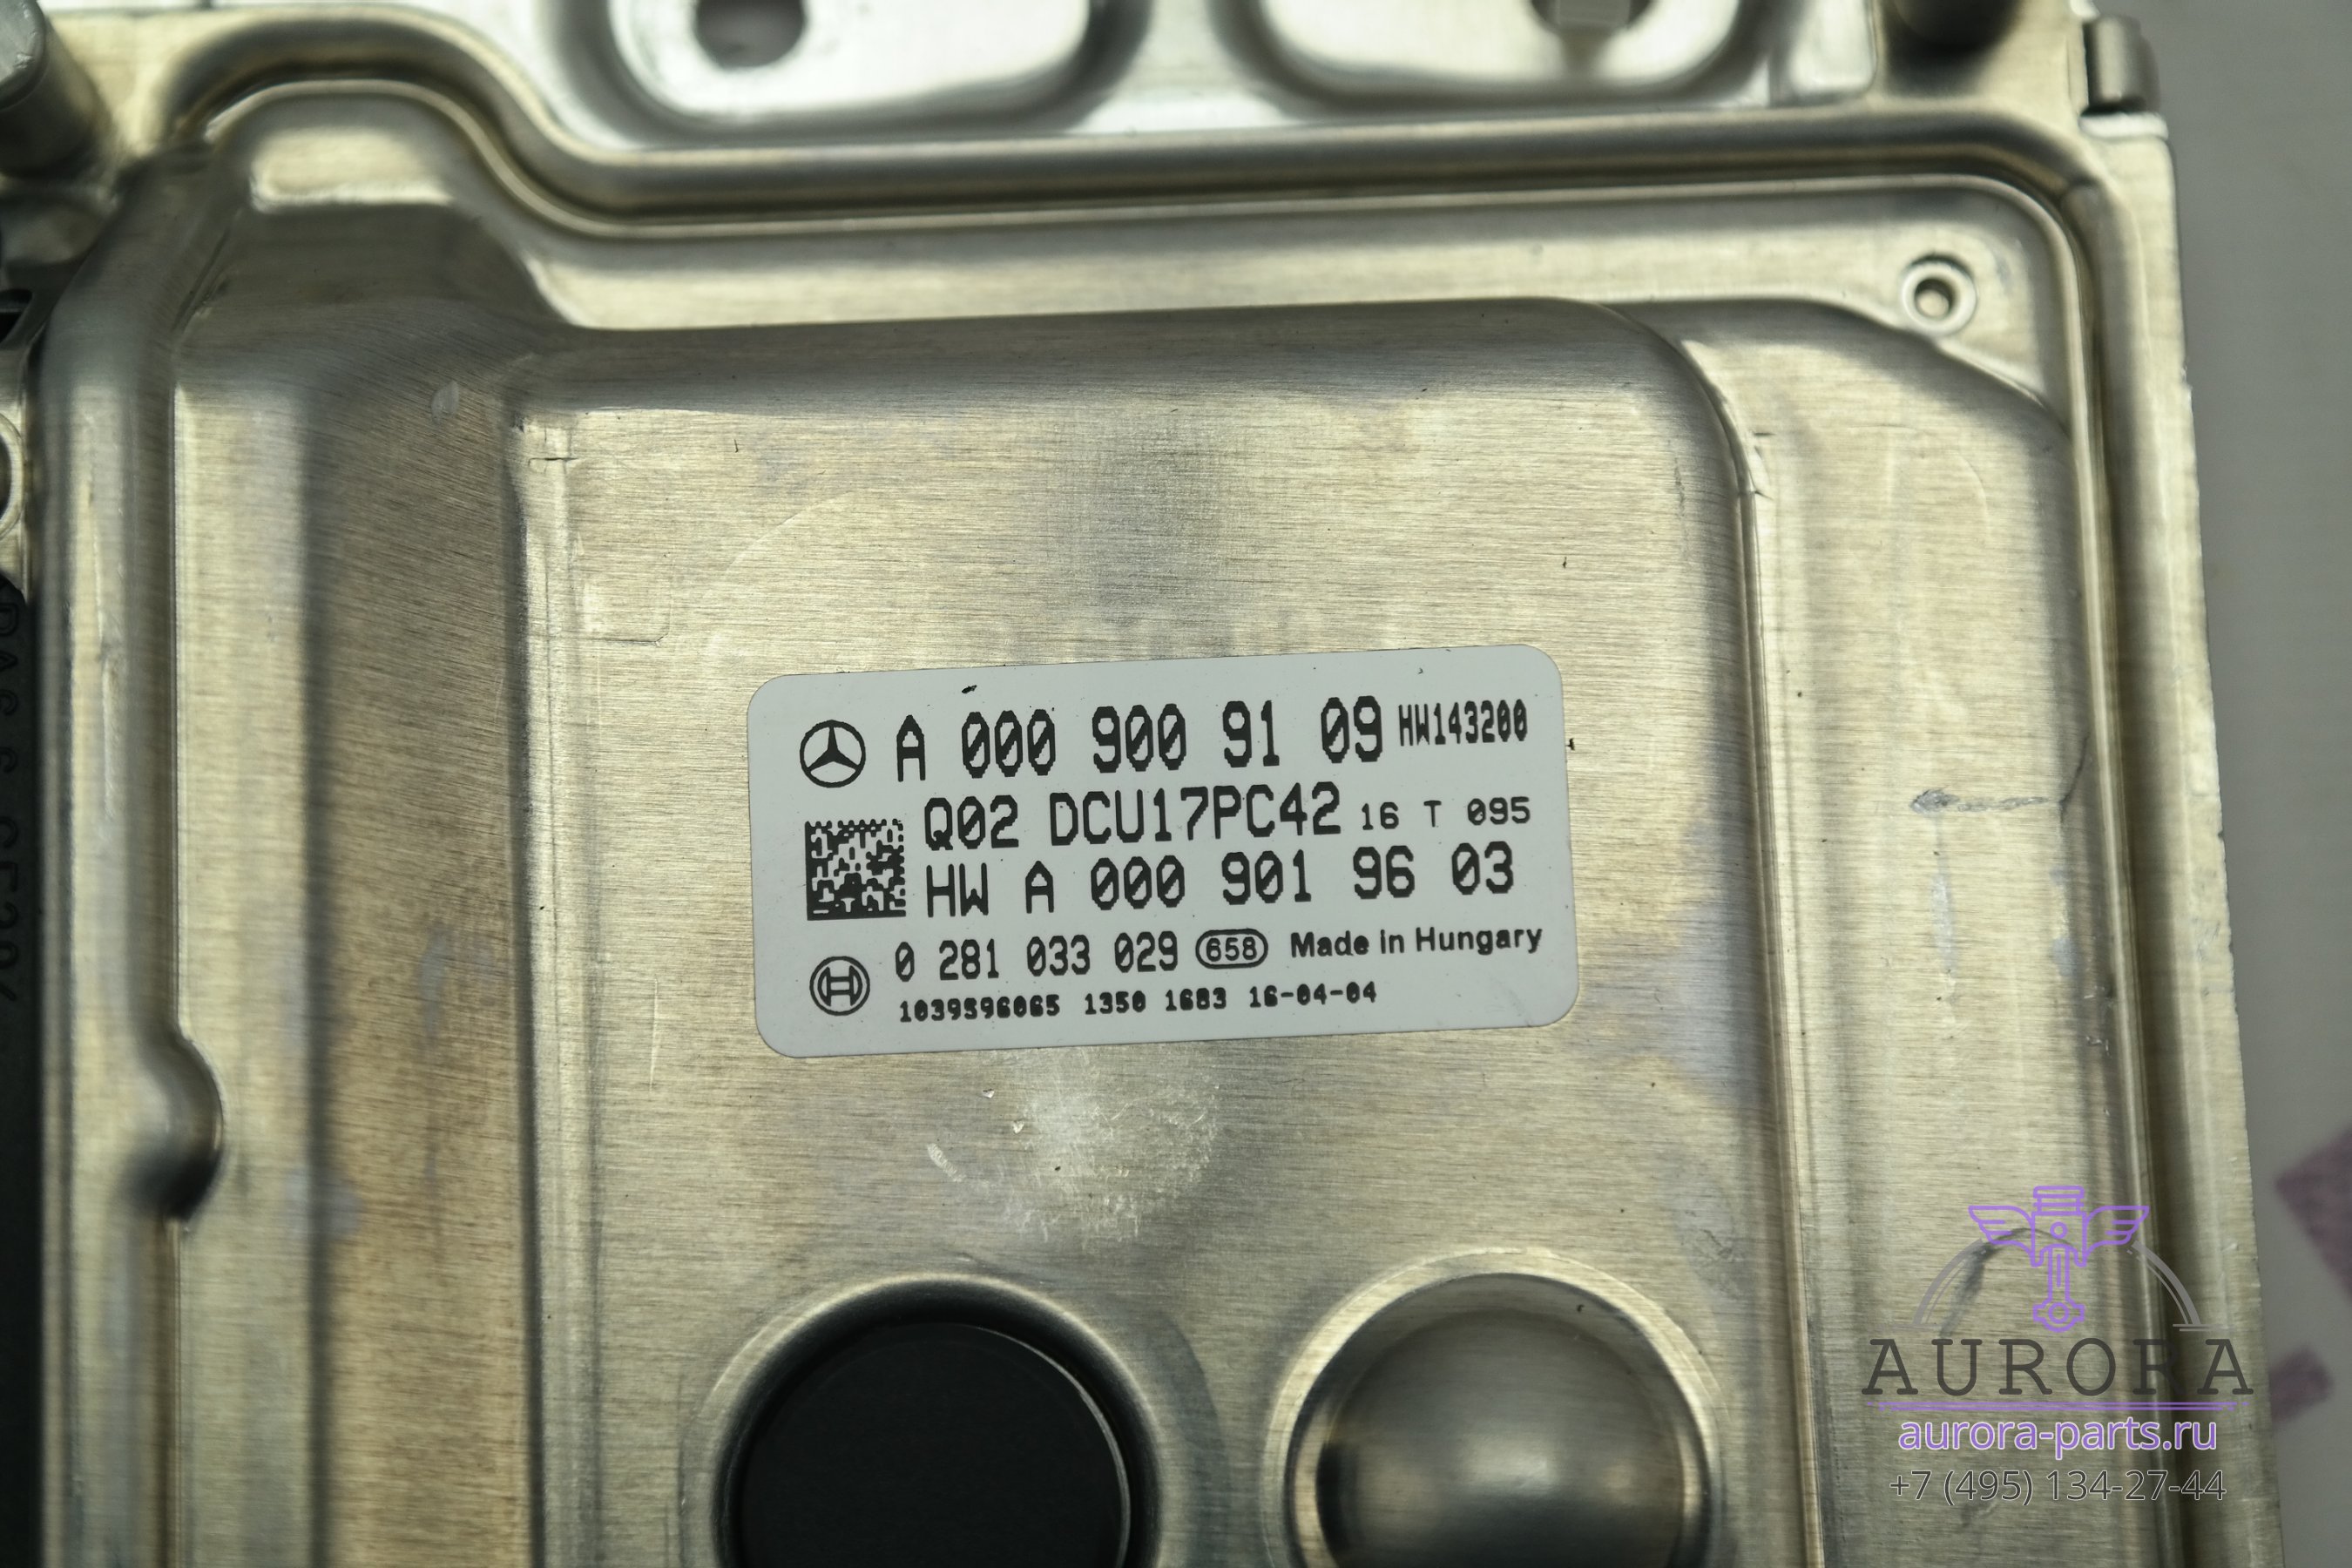 A 000 900 91 09 HW143200
Q02 DCU17PC42 16 T 095
HW A 000 901 96 03
0 281 033 029 658 Made in Hungary
1039S96065 1350 1683 16-04-04
AURORA
aurora-parts.ru
+7 (495) 134-27-44